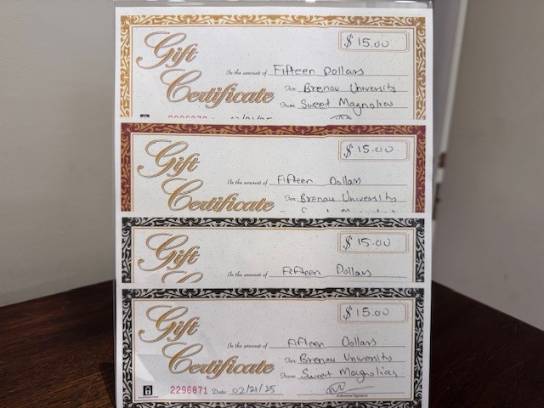 Gift Certificate
$15.00
In the amount of Fifteen Dollars
To Brenau University
From Sweet Magnolias
Gift Certificate
$15.00
In the amount of Fifteen Dollars
To Brenau University
Gift
$15.00
In the amount of Fifteen Dollars
Gift Certificate
$15.00
In the amount of Fifteen Dollars
To Brenau University
From Sweet Magnolias
2296871 Date 02/21/25
Authorized Signature